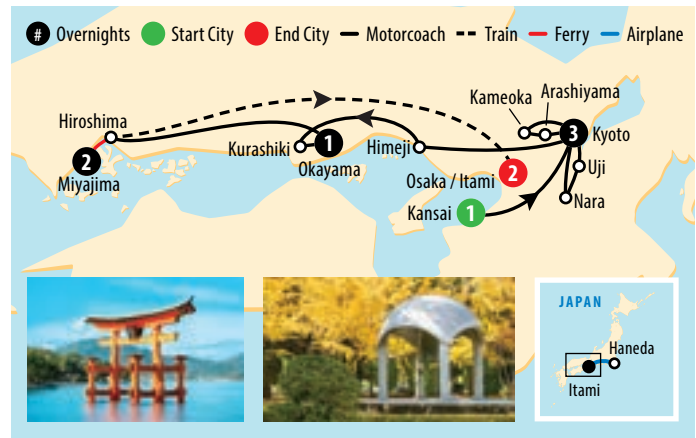 # Overnights Start City End City Motorcoach Train Ferry Airplane
Kameoka
Arashiyama
Hiroshima
3 Kyoto
Kurashiki
1
Okayama
Himeji
2
Miyajima
Uji
Osaka / Itami 2
Kansai 1
Nara
JAPAN
Haneda
Itami